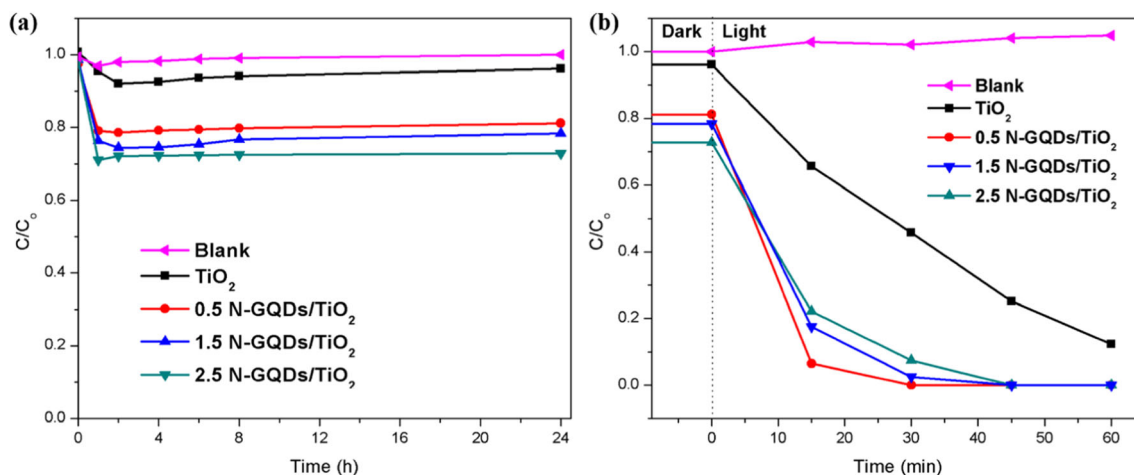 (a)
C/C₀
1.0
0.8
0.6
0.4
0.2
0.0
Blank
TiO₂
0.5 N-GQDs/TiO₂
1.5 N-GQDs/TiO₂
2.5 N-GQDs/TiO₂
0 4 8 12 16 20 24
Time (h)
(b)
Dark Light
C/C₀
1.0
0.8
0.6
0.4
0.2
0.0
Blank
TiO₂
0.5 N-GQDs/TiO₂
1.5 N-GQDs/TiO₂
2.5 N-GQDs/TiO₂
0 10 20 30 40 50 60
Time (min)